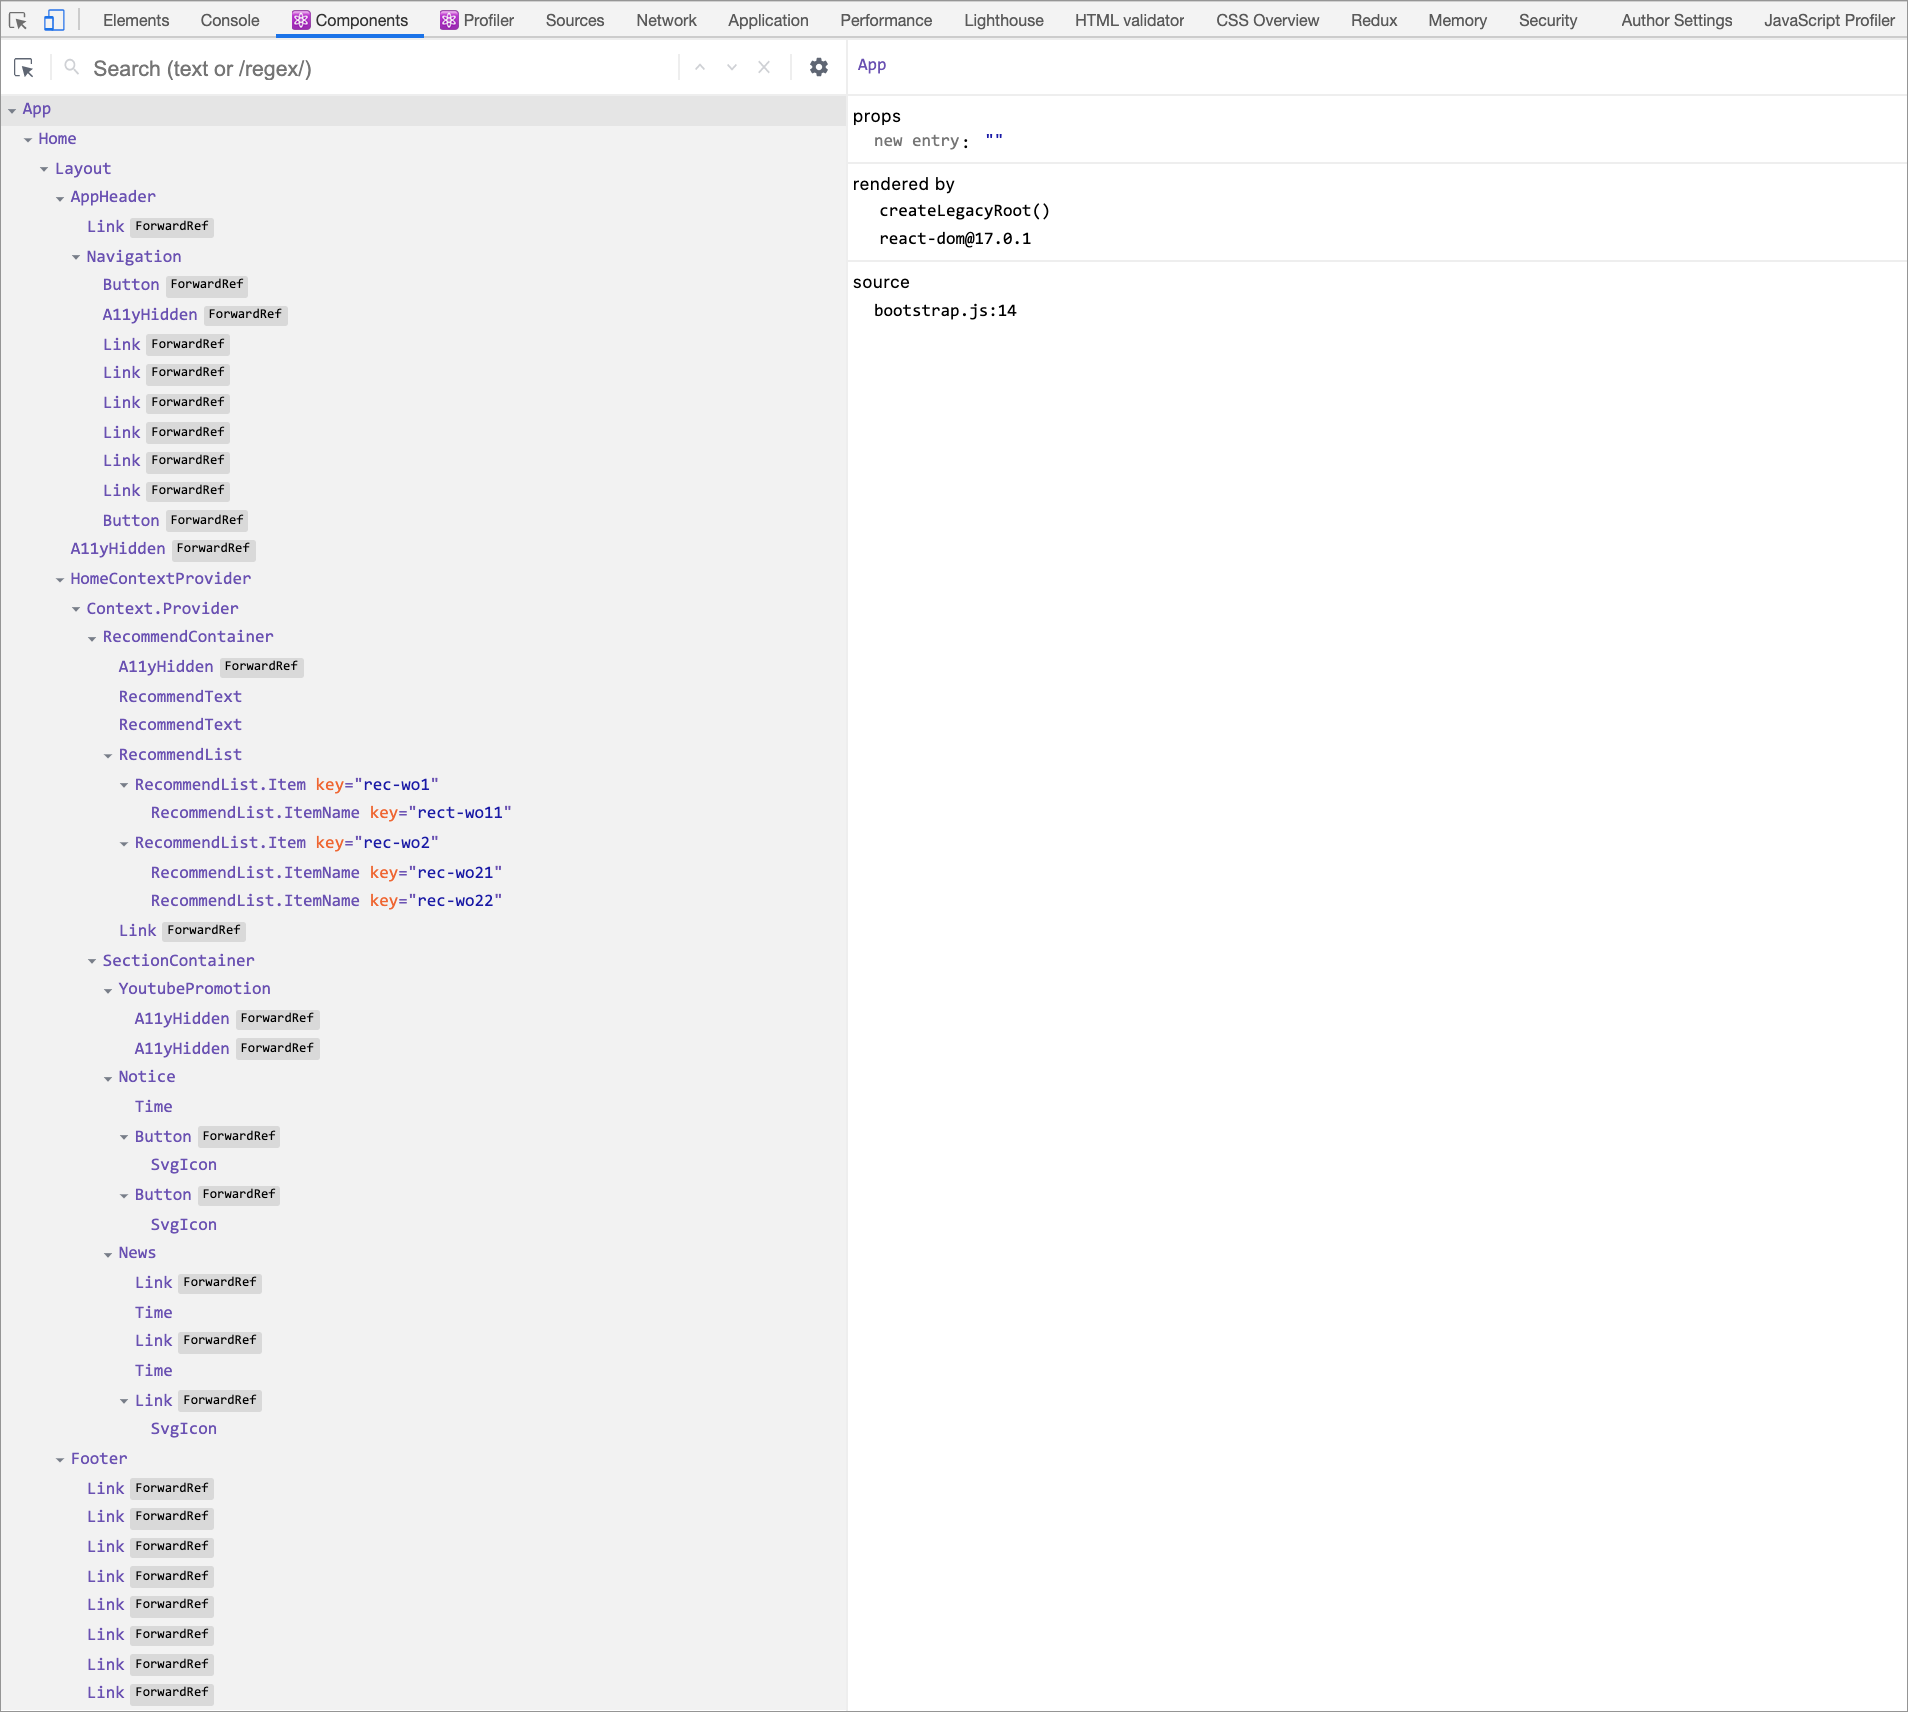 Elements Console Components Profiler Sources Network Application Performance Lighthouse HTML validator CSS Overview Redux Memory Security Author Settings JavaScript Profiler
Search (text or /regex/)
App
Home
Layout
AppHeader
Link ForwardRef
Navigation
Button ForwardRef
A11yHidden ForwardRef
Link ForwardRef
Link ForwardRef
Link ForwardRef
Link ForwardRef
Link ForwardRef
Link ForwardRef
Button ForwardRef
A11yHidden ForwardRef
HomeContextProvider
Context.Provider
RecommendContainer
A11yHidden ForwardRef
RecommendText
RecommendText
RecommendList
RecommendList.Item key="rec-wo1"
RecommendList.ItemName key="rect-wo11"
RecommendList.Item key="rec-wo2"
RecommendList.ItemName key="rec-wo21"
RecommendList.ItemName key="rec-wo22"
Link ForwardRef
SectionContainer
YoutubePromotion
A11yHidden ForwardRef
A11yHidden ForwardRef
Notice
Time
Button ForwardRef
SvgIcon
Button ForwardRef
SvgIcon
News
Link ForwardRef
Time
Link ForwardRef
Time
Link ForwardRef
SvgIcon
Footer
Link ForwardRef
Link ForwardRef
Link ForwardRef
Link ForwardRef
Link ForwardRef
Link ForwardRef
Link ForwardRef
Link ForwardRef
App
props
new entry: ""
rendered by
createLegacyRoot()
react-dom@17.0.1
source
bootstrap.js:14